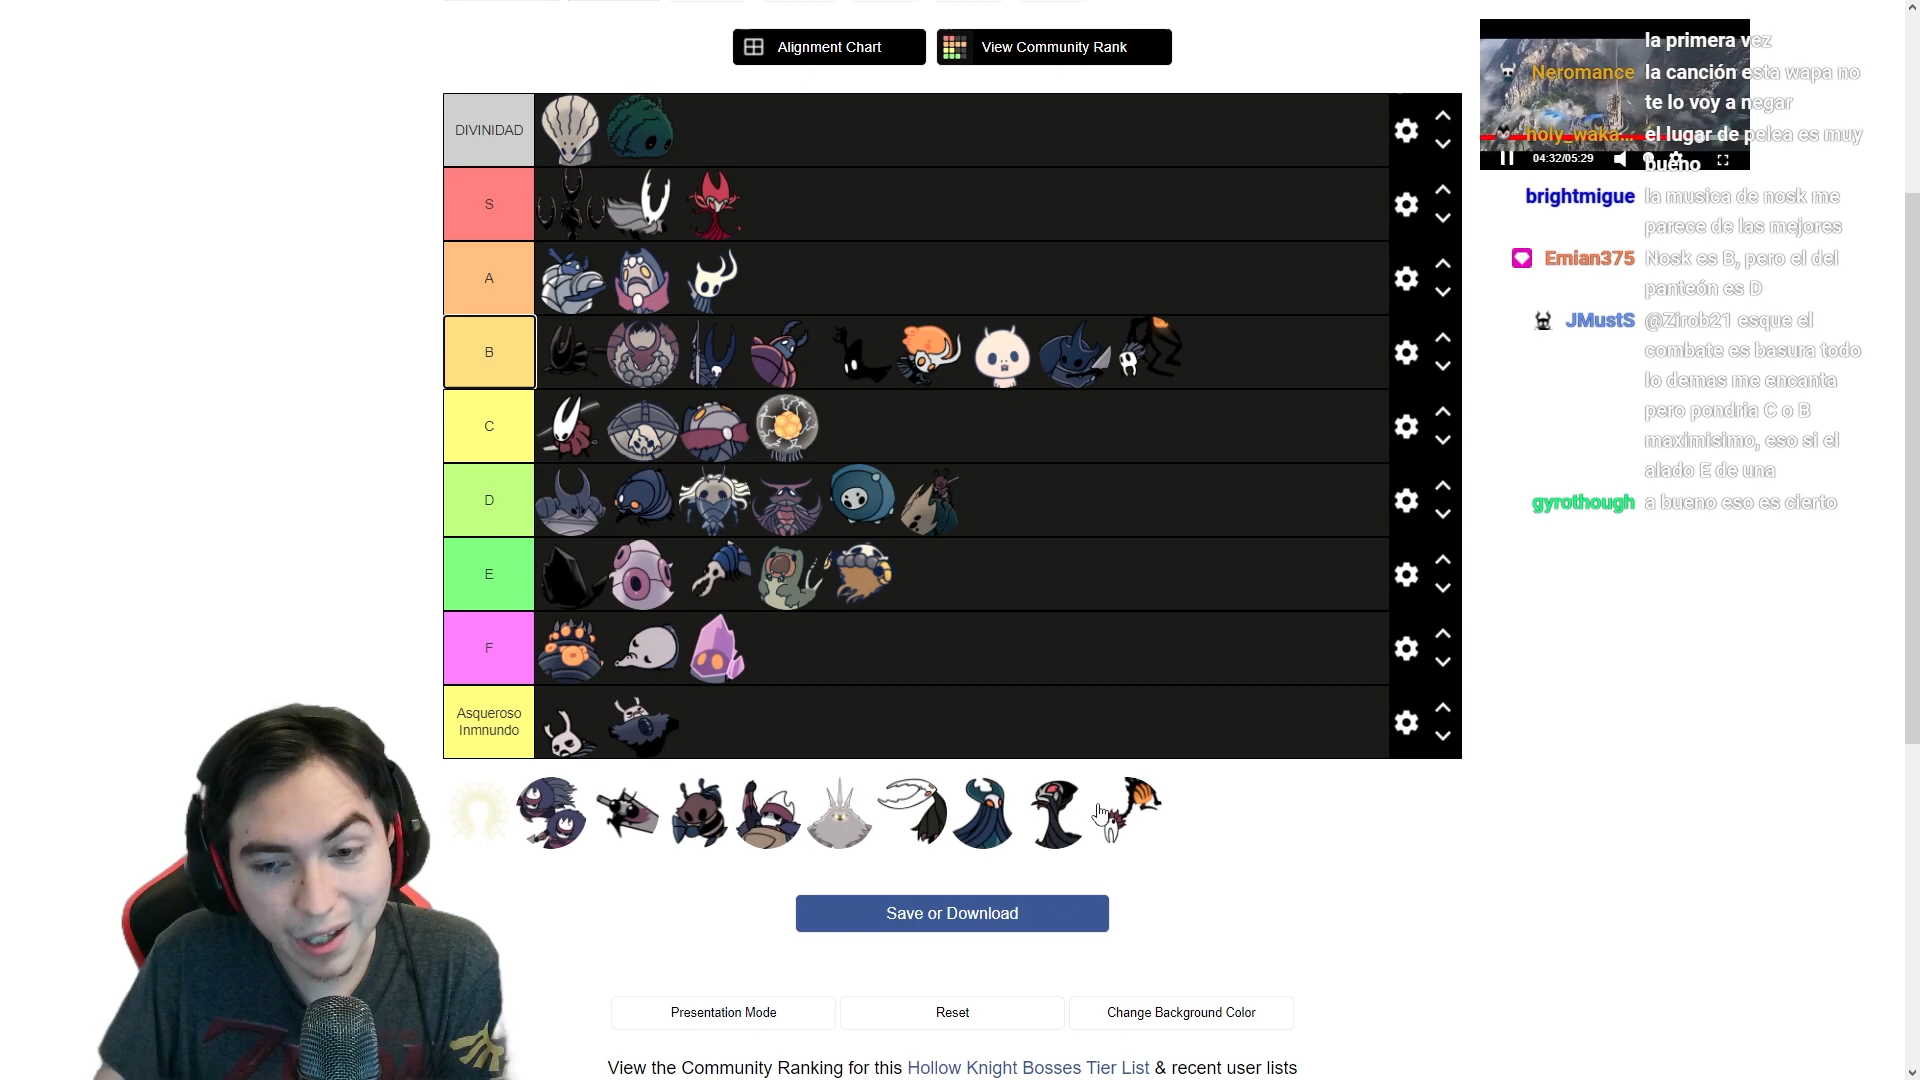 Alignment Chart
View Community Rank
DIVINIDAD
S
A
B
C
D
E
F
Asqueroso
Inmnundo
Save or Download
Presentation Mode
Reset
Change Background Color
View the Community Ranking for this Hollow Knight Bosses Tier List & recent user lists
la primera vez
Neromance la canción esta wapa no
te lo voy a negar
holy_waka... el lugar de pelea es muy
bueno
04:32/05:29
brightmigue la musica de nosk me
parece de las mejores
Emian375 Nosk es B, pero el del
panteón es D
JMustS @Zirob21 esque el
combate es basura todo
lo demas me encanta
pero pondria C o B
maximisimo, eso si el
alado E de una
gyrothough a bueno eso es cierto